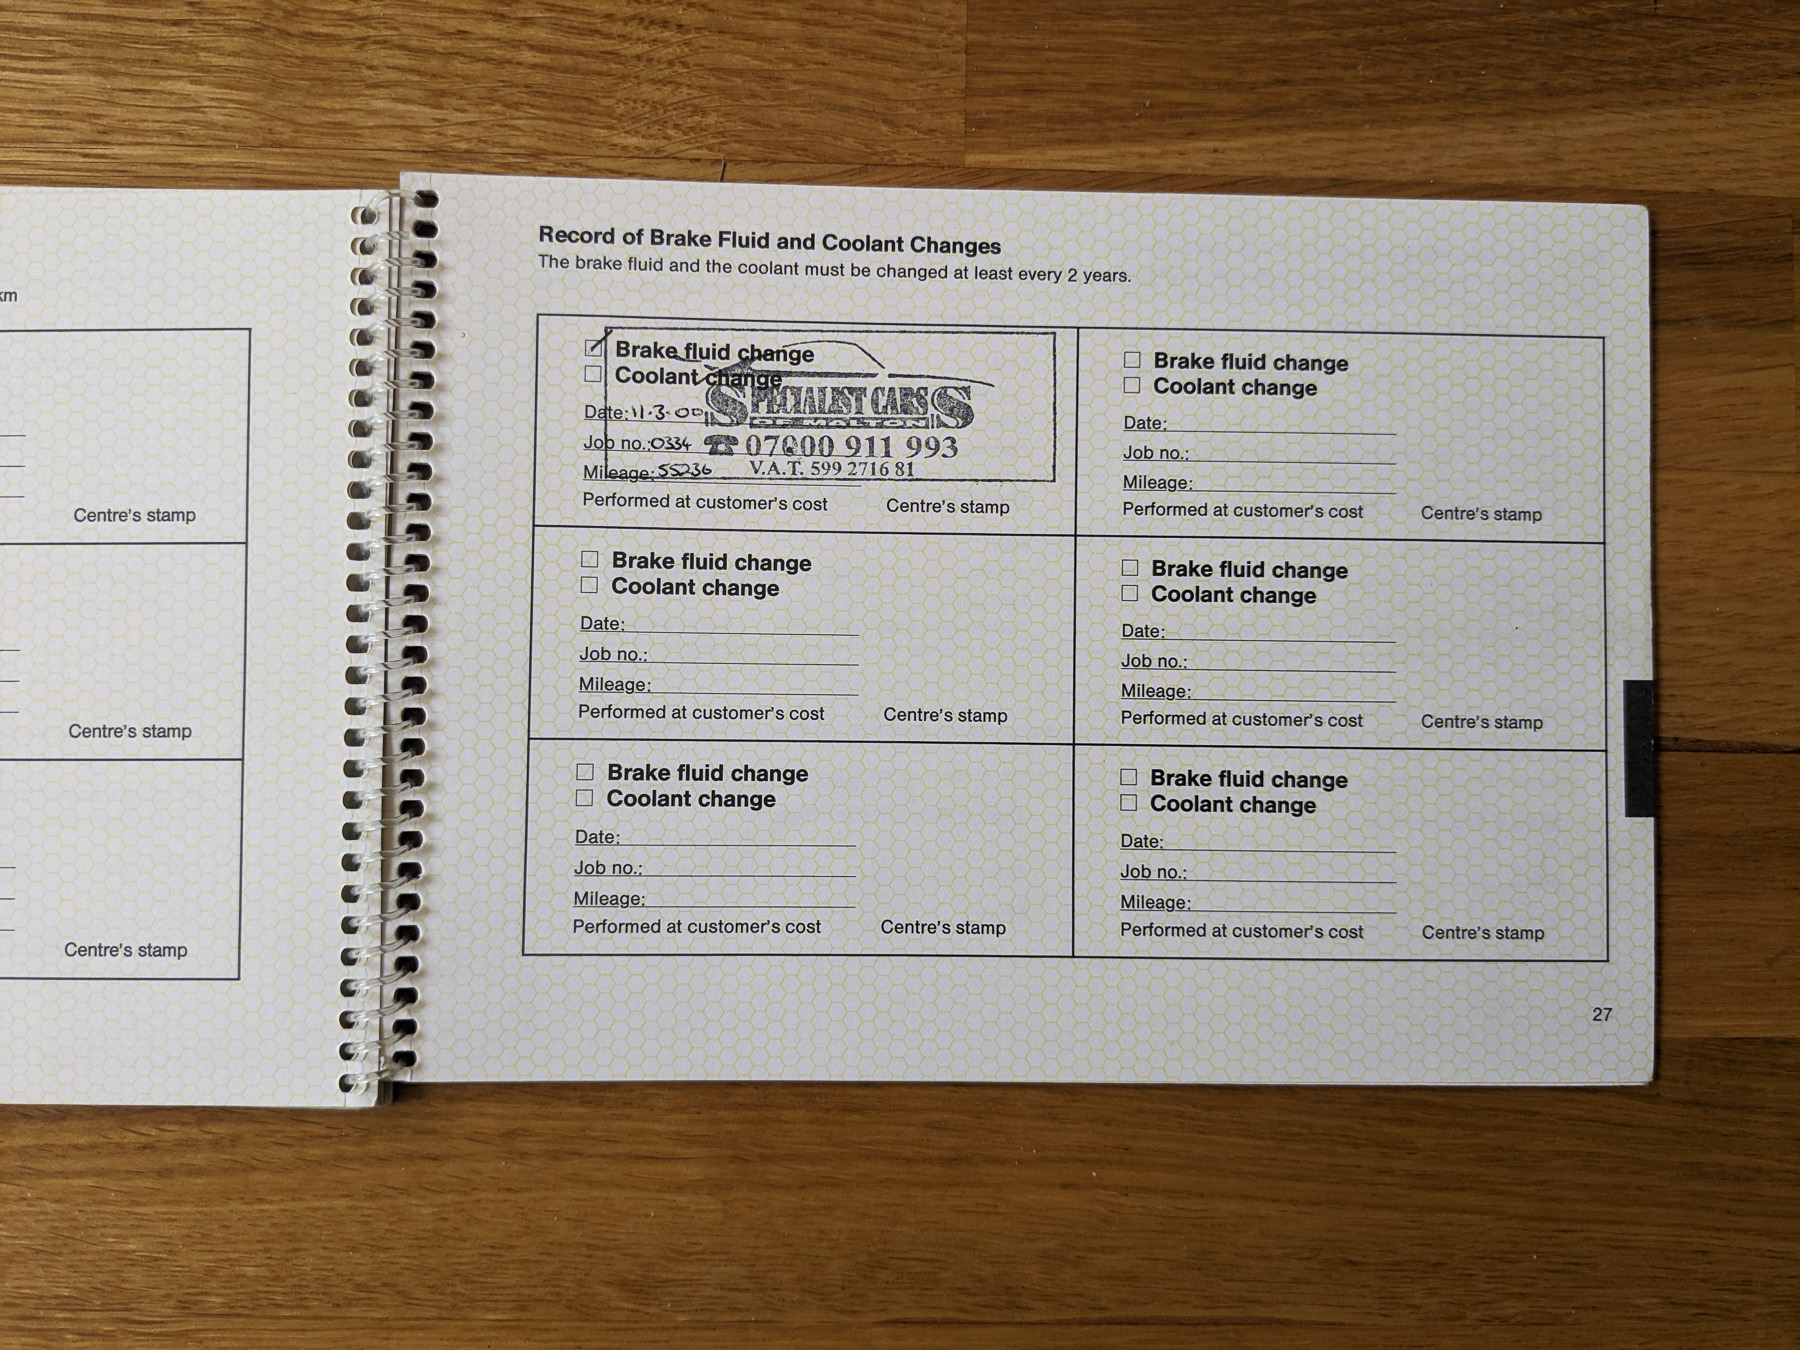 km
Centre's stamp
Centre's stamp
Centre's stamp
Record of Brake Fluid and Coolant Changes
The brake fluid and the coolant must be changed at least every 2 years.
Brake fluid change
Coolant change
Date: 11.3.00
Job no.: 0334
Mileage: 55236
Performed at customer's cost
Centre's stamp
SPECIALIST CARS
OF MALTON
911 993
V.A.T. 599 2716 81
Brake fluid change
Coolant change
Date:
Job no.:
Mileage:
Performed at customer's cost
Centre's stamp
Brake fluid change
Coolant change
Date:
Job no.:
Mileage:
Performed at customer's cost
Centre's stamp
Brake fluid change
Coolant change
Date:
Job no.:
Mileage:
Performed at customer's cost
Centre's stamp
Brake fluid change
Coolant change
Date:
Job no.:
Mileage:
Performed at customer's cost
Centre's stamp
Brake fluid change
Coolant change
Date:
Job no.:
Mileage:
Performed at customer's cost
Centre's stamp
27